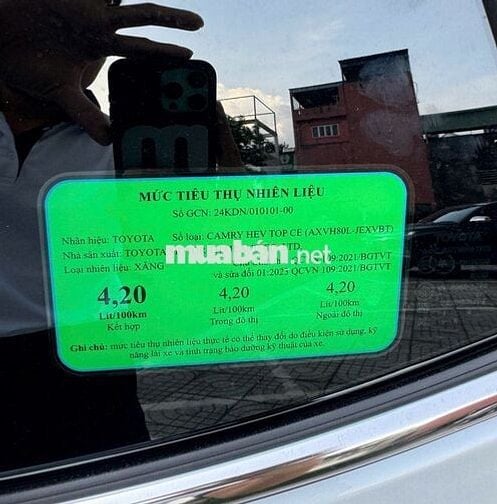 MỨC TIÊU THỤ NHIÊN LIỆU
Số GCN: 24KDN/010101-00
Nhãn hiệu: TOYOTA Số loại: CAMRY HEV TOP CE (AXVH80L-JEXVBT)
Nhà sản xuất: TOYOTA LTD.
muaban.net
Loại nhiên liệu: XĂNG 109:2021/BGTVT
và sửa đổi 01:2023 QCVN 109:2021/BGTVT
4,20 4,20 4,20
Lít/100km Lít/100km Lít/100km
Kết hợp Trong đô thị Ngoài đô thị
Ghi chú: mức tiêu thụ nhiên liệu thực tế có thể thay đổi do điều kiện sử dụng, kỹ
năng lái xe và tình trạng bảo dưỡng kỹ thuật của xe.